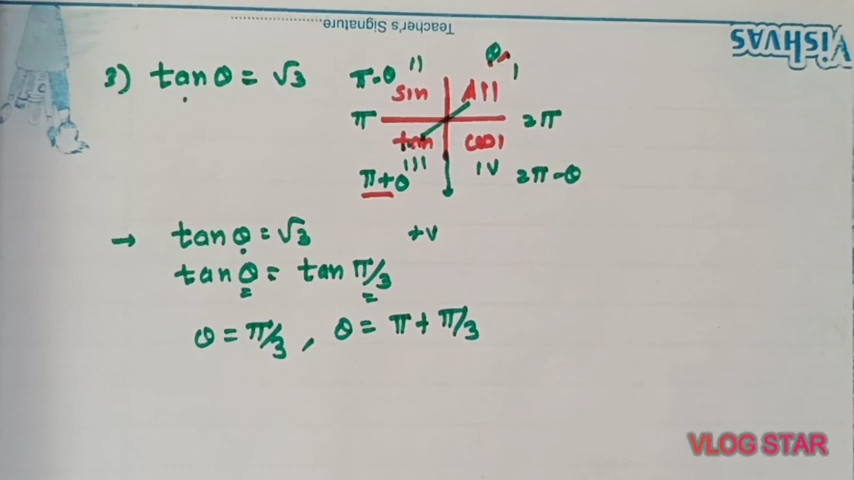 Teacher's Signature
VISHVAS
3) tan θ = √3
π-θ II) θ I
sin All
π 2π
tan cos
π+θ III IV 2π-θ
→ tan θ = √3 +v
tan θ = tan π/3
θ = π/3 , θ = π + π/3
VLOG STAR